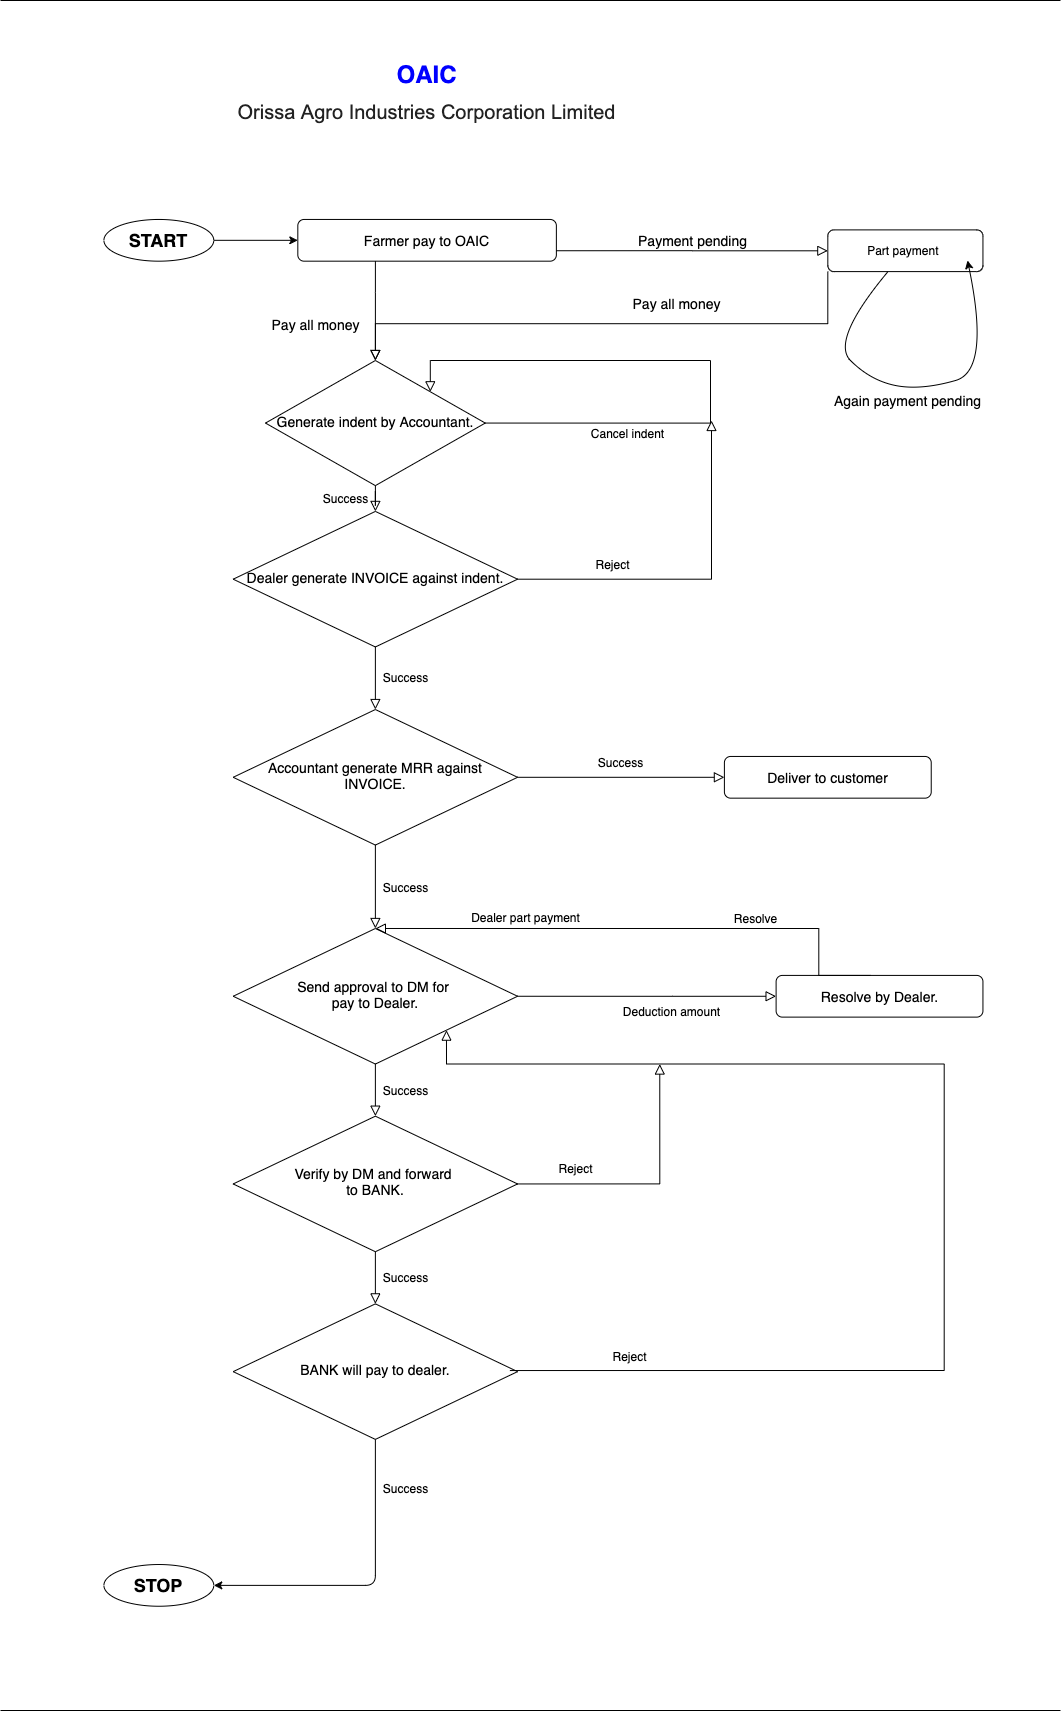 OAIC
Orissa Agro Industries Corporation Limited
START
Farmer pay to OAIC
Payment pending
Part payment
Pay all money
Pay all money
Again payment pending
Generate indent by Accountant.
Cancel indent
Success
Dealer generate INVOICE against indent.
Reject
Success
Accountant generate MRR against
INVOICE.
Success
Deliver to customer
Success
Dealer part payment
Resolve
Send approval to DM for
pay to Dealer.
Deduction amount
Resolve by Dealer.
Success
Verify by DM and forward
to BANK.
Reject
Success
BANK will pay to dealer.
Reject
Success
STOP